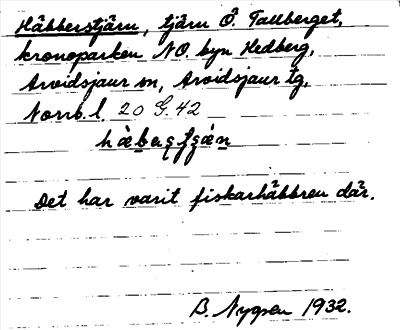 Håbberstjärn, tjärn Ö. Tallberget,
kronoparken NO byn Hedberg,
Arvidsjaur sn, Arvidsjaur tg,
Norrb. l. 20 G. 42
Det har varit fiskarhåbbren där.
B. Nygren 1932.